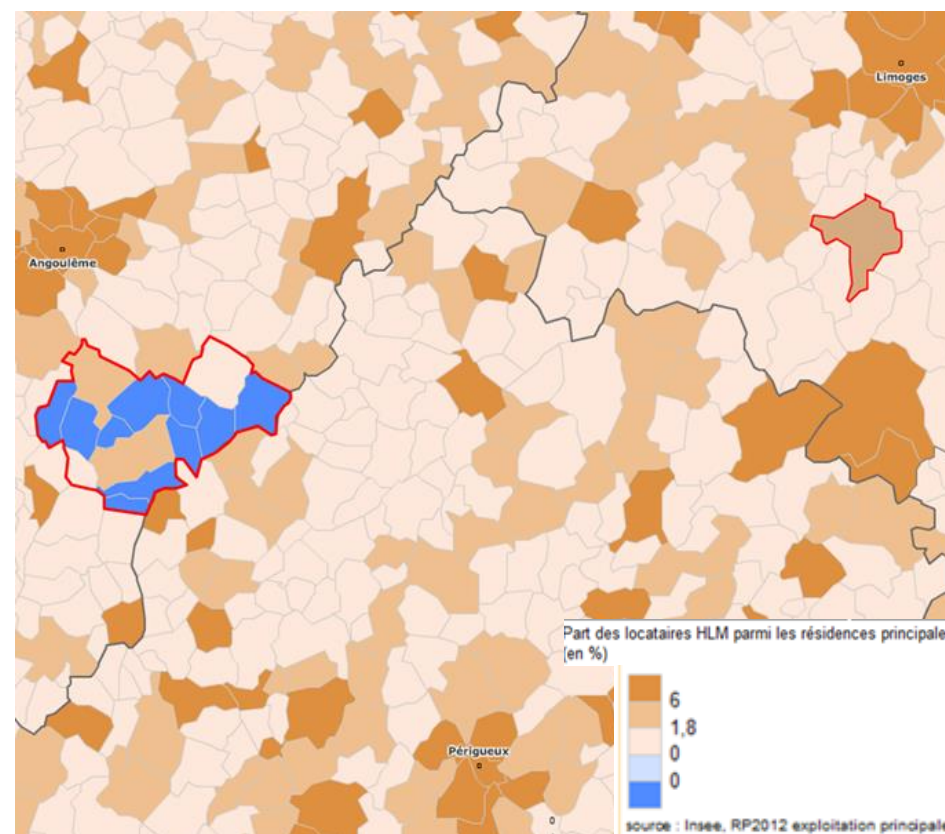 Limoges
Angoulême
Périgueux
Part des locataires HLM parmi les résidences principale
(en %)
6
1,8
0
0
source : Insee, RP2012 exploitation principale